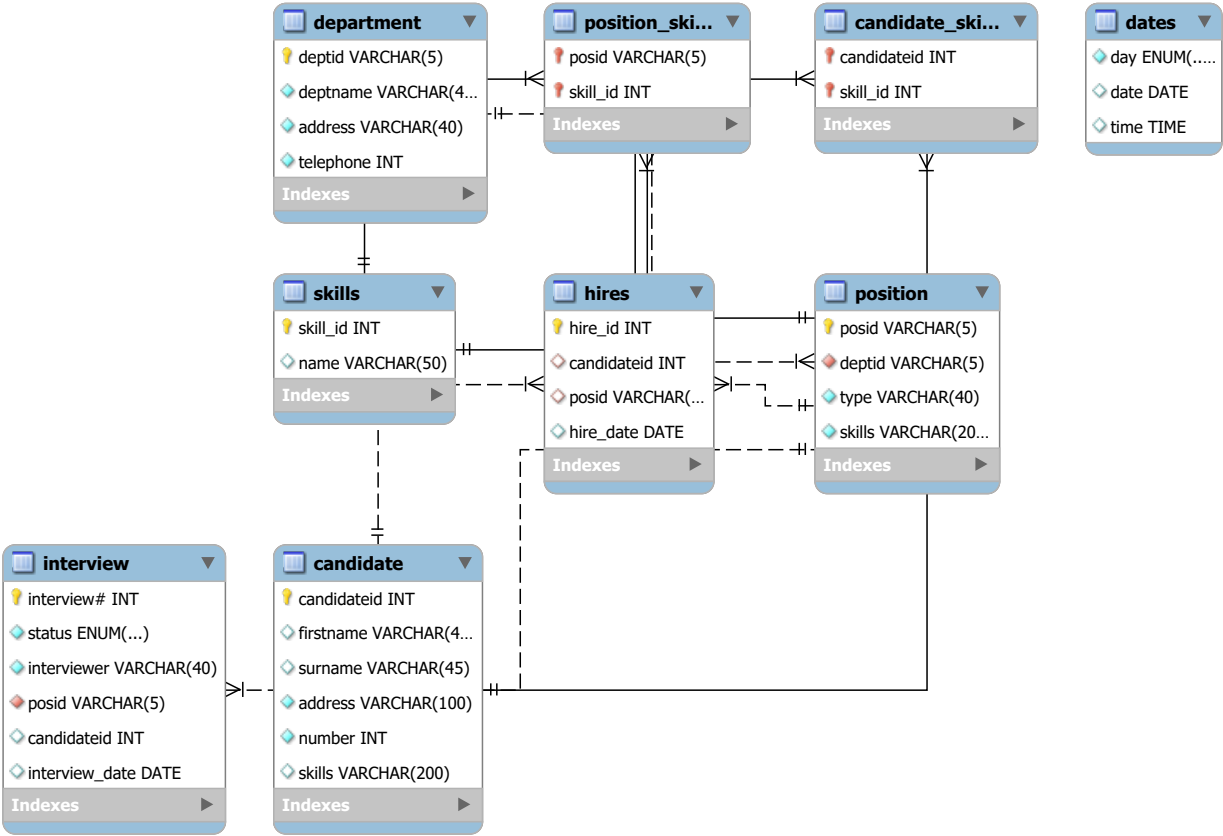 department
deptid VARCHAR(5)
deptname VARCHAR(4...
address VARCHAR(40)
telephone INT
Indexes
position_ski...
posid VARCHAR(5)
skill_id INT
Indexes
candidate_ski...
candidateid INT
skill_id INT
Indexes
dates
day ENUM(.....
date DATE
time TIME
skills
skill_id INT
name VARCHAR(50)
Indexes
hires
hire_id INT
candidateid INT
posid VARCHAR(...
hire_date DATE
Indexes
position
posid VARCHAR(5)
deptid VARCHAR(5)
type VARCHAR(40)
skills VARCHAR(20...
Indexes
interview
interview# INT
status ENUM(...)
interviewer VARCHAR(40)
posid VARCHAR(5)
candidateid INT
interview_date DATE
Indexes
candidate
candidateid INT
firstname VARCHAR(4...
surname VARCHAR(45)
address VARCHAR(100)
number INT
skills VARCHAR(200)
Indexes